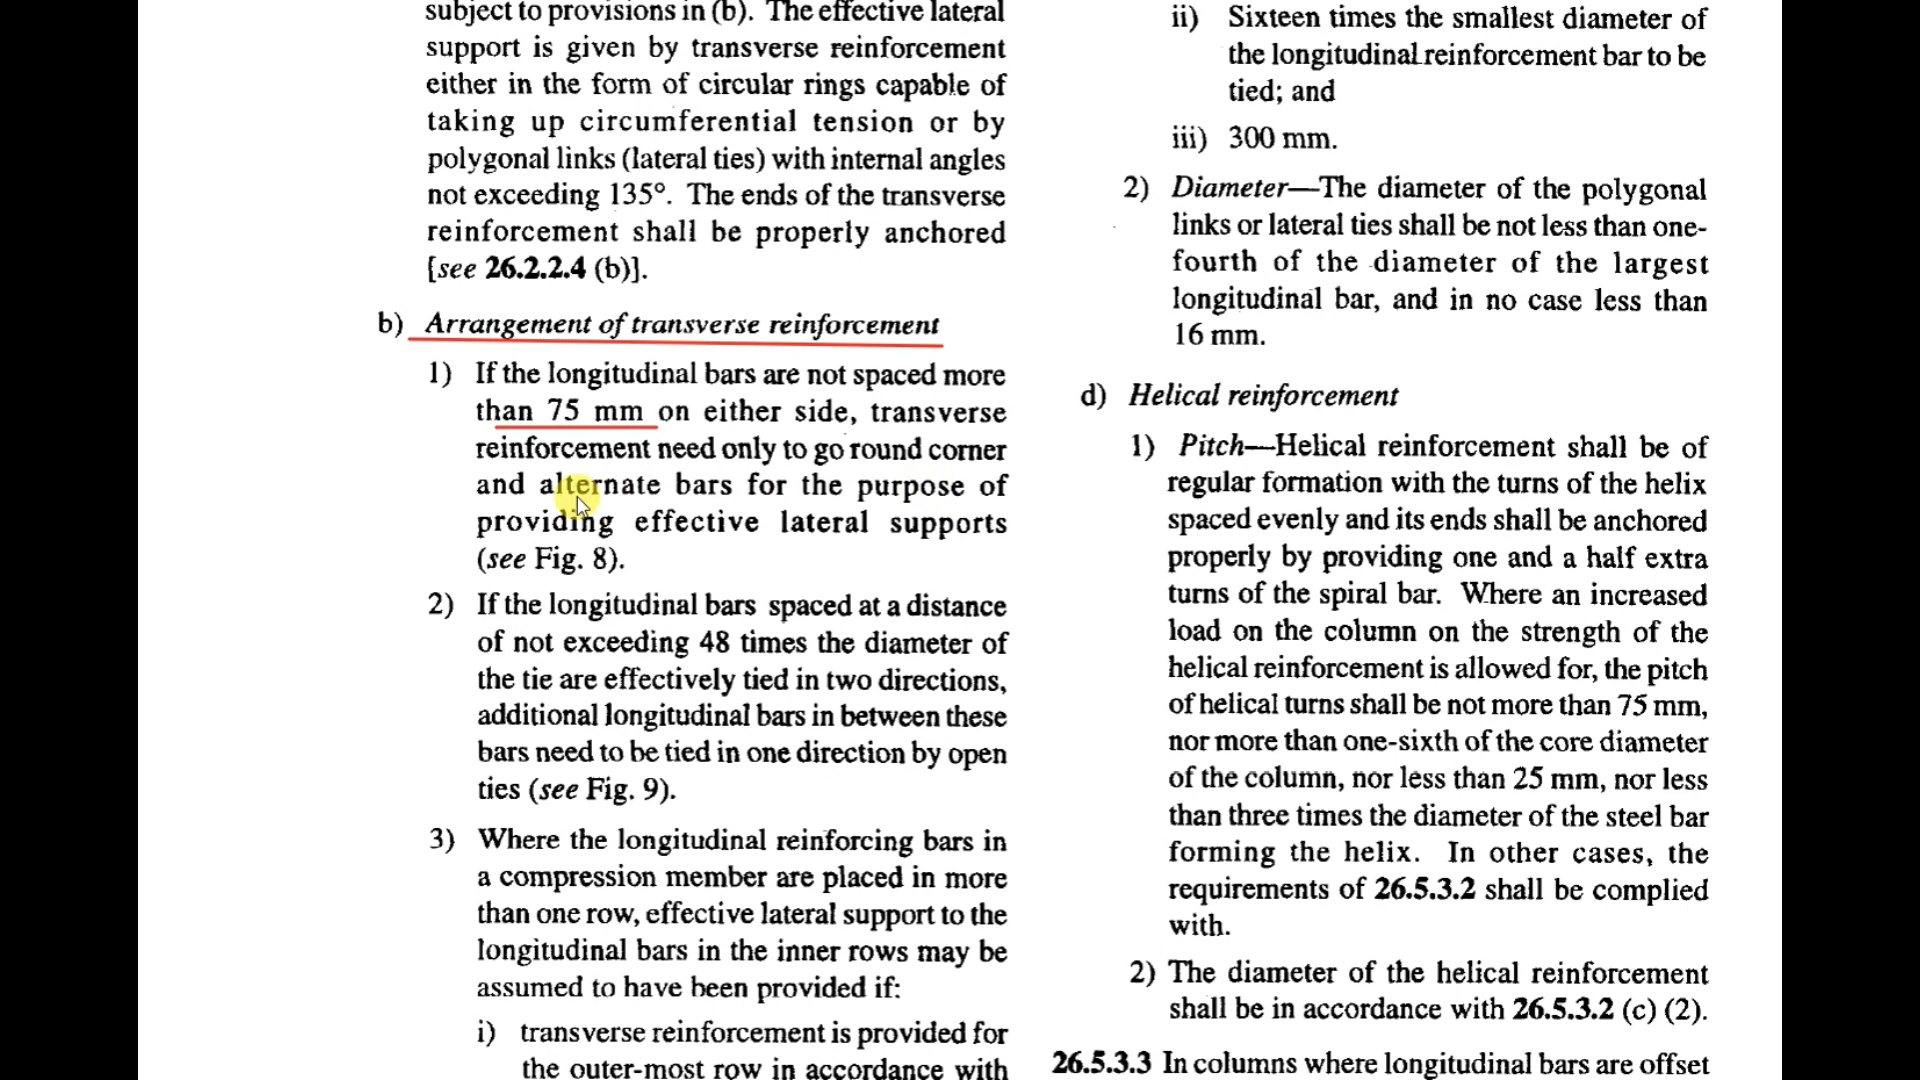 subject to provisions in (b). The effective lateral
support is given by transverse reinforcement
either in the form of circular rings capable of
taking up circumferential tension or by
polygonal links (lateral ties) with internal angles
not exceeding 135°. The ends of the transverse
reinforcement shall be properly anchored
[see 26.2.2.4 (b)].
b) Arrangement of transverse reinforcement
1) If the longitudinal bars are not spaced more
than 75 mm on either side, transverse
reinforcement need only to go round corner
and alternate bars for the purpose of
providing effective lateral supports
(see Fig. 8).
2) If the longitudinal bars spaced at a distance
of not exceeding 48 times the diameter of
the tie are effectively tied in two directions,
additional longitudinal bars in between these
bars need to be tied in one direction by open
ties (see Fig. 9).
3) Where the longitudinal reinforcing bars in
a compression member are placed in more
than one row, effective lateral support to the
longitudinal bars in the inner rows may be
assumed to have been provided if:
i) transverse reinforcement is provided for
the outer-most row in accordance with
ii) Sixteen times the smallest diameter of
the longitudinal reinforcement bar to be
tied; and
iii) 300 mm.
2) Diameter—The diameter of the polygonal
links or lateral ties shall be not less than one-
fourth of the diameter of the largest
longitudinal bar, and in no case less than
16 mm.
d) Helical reinforcement
1) Pitch—Helical reinforcement shall be of
regular formation with the turns of the helix
spaced evenly and its ends shall be anchored
properly by providing one and a half extra
turns of the spiral bar. Where an increased
load on the column on the strength of the
helical reinforcement is allowed for, the pitch
of helical turns shall be not more than 75 mm,
nor more than one-sixth of the core diameter
of the column, nor less than 25 mm, nor less
than three times the diameter of the steel bar
forming the helix. In other cases, the
requirements of 26.5.3.2 shall be complied
with.
2) The diameter of the helical reinforcement
shall be in accordance with 26.5.3.2 (c) (2).
26.5.3.3 In columns where longitudinal bars are offset